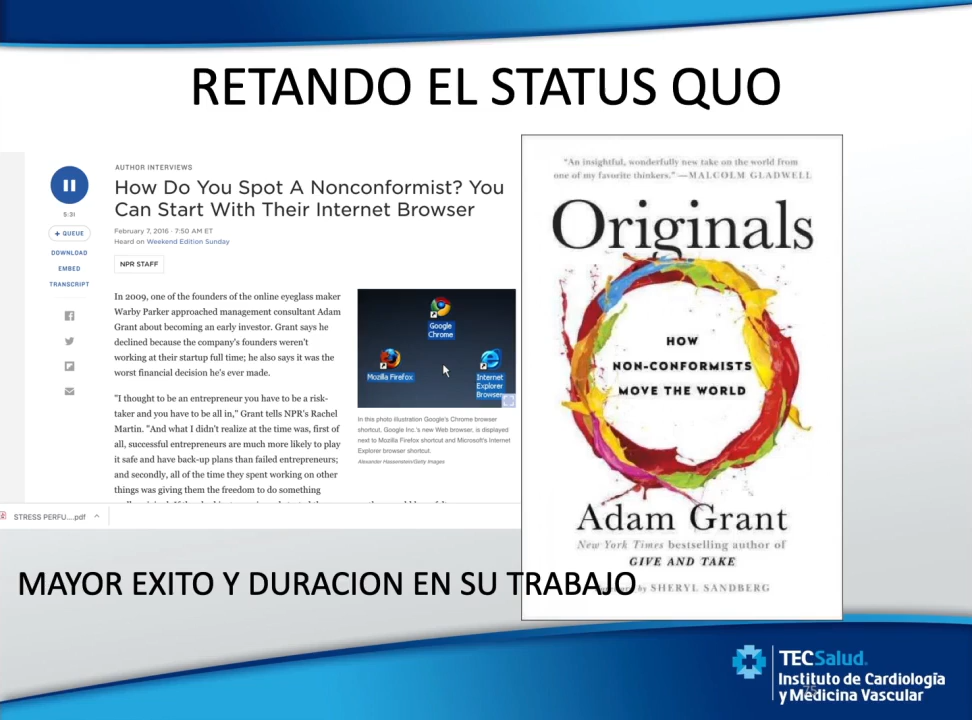 RETANDO EL STATUS QUO
AUTHOR INTERVIEWS
How Do You Spot A Nonconformist? You
Can Start With Their Internet Browser
5:31
+ QUEUE
DOWNLOAD
EMBED
TRANSCRIPT
February 7, 2016 · 7:50 AM ET
Heard on Weekend Edition Sunday
NPR STAFF
In 2009, one of the founders of the online eyeglass maker
Warby Parker approached management consultant Adam
Grant about becoming an early investor. Grant says he
declined because the company's founders weren't
working at their startup full time; he also says it was the
worst financial decision he's ever made.
"I thought to be an entrepreneur you have to be a risk-
taker and you have to be all in," Grant tells NPR's Rachel
Martin. "And what I didn't realize at the time was, first of
all, successful entrepreneurs are much more likely to play
it safe and have back-up plans than failed entrepreneurs;
and secondly, all of the time they spent working on other
things was giving them the freedom to do something
Google
Chrome
Mozilla Firefox
Internet
Explorer
Browser
In this photo illustration Google's Chrome browser
shortcut, Google Inc.'s new Web browser, is displayed
next to Mozilla Firefox shortcut and Microsoft's Internet
Explorer browser shortcut.
Alexander Hassenstein/Getty Images
STRESS PERFU....pdf
"An insightful, wonderfully new take on the world from
one of my favorite thinkers." —MALCOLM GLADWELL
Originals
HOW
NON-CONFORMISTS
MOVE THE WORLD
Adam Grant
New York Times bestselling author of
GIVE AND TAKE
by SHERYL SANDBERG
MAYOR EXITO Y DURACION EN SU TRABAJO
TECSalud.
Instituto de Cardiología
y Medicina Vascular